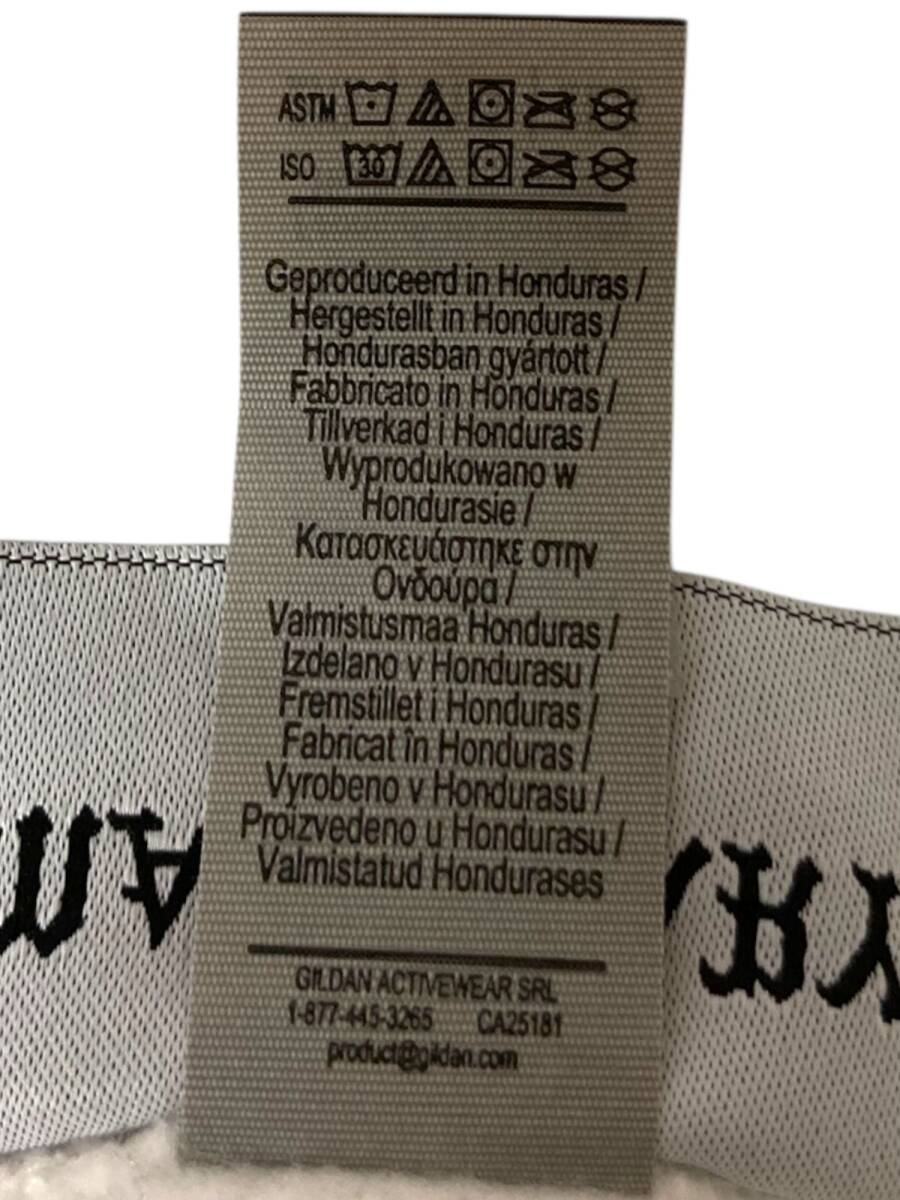 ASTM
ISO 30
Geproduceerd in Honduras /
Hergestellt in Honduras /
Hondurasban gyártott /
Fabbricato in Honduras /
Tillverkad i Honduras /
Wyprodukowano w
Hondurasie /
Κατασκευάστηκε στην
Ονδούρα /
Valmistusmaa Honduras /
Izdelano v Hondurasu /
Fremstillet i Honduras /
Fabricat în Honduras /
Vyrobeno v Hondurasu /
Proizvedeno u Hondurasu /
Valmistatud Hondurases
GILDAN ACTIVEWEAR SRL
1-877-445-3265 CA25181
product@gildan.com